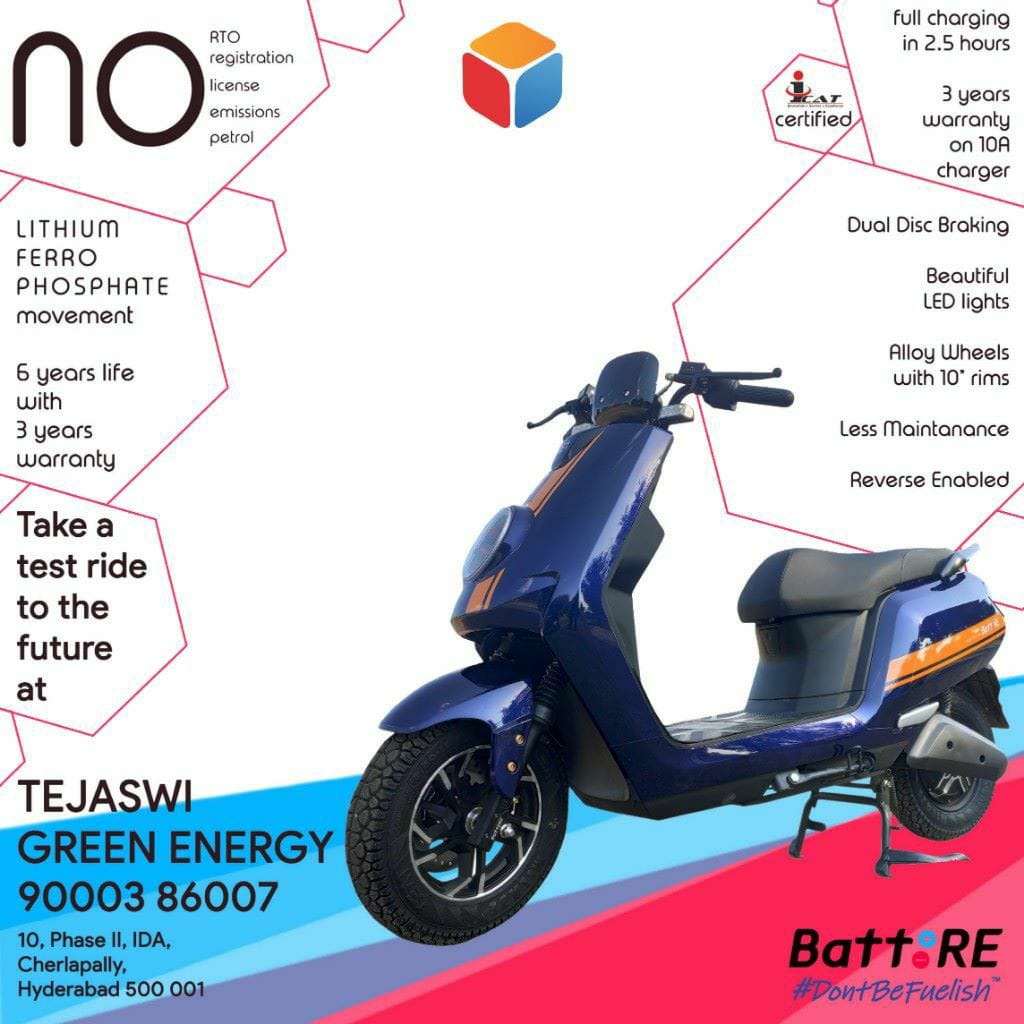 no
RTO
registration
license
emissions
petrol
full charging
in 2.5 hours
iCAT
certified
3 years
warranty
on 10A
charger
LITHIUM
FERRO
PHOSPHATE
movement
6 years life
with
3 years
warranty
Dual Disc Braking
Beautiful
LED lights
Alloy Wheels
with 10" rims
Less Maintanance
Reverse Enabled
Take a
test ride
to the
future
at
BattRE
TEJASWI
GREEN ENERGY
90003 86007
10, Phase II, IDA,
Cherlapally,
Hyderabad 500 001
BattRE
#DontBeFuelish™